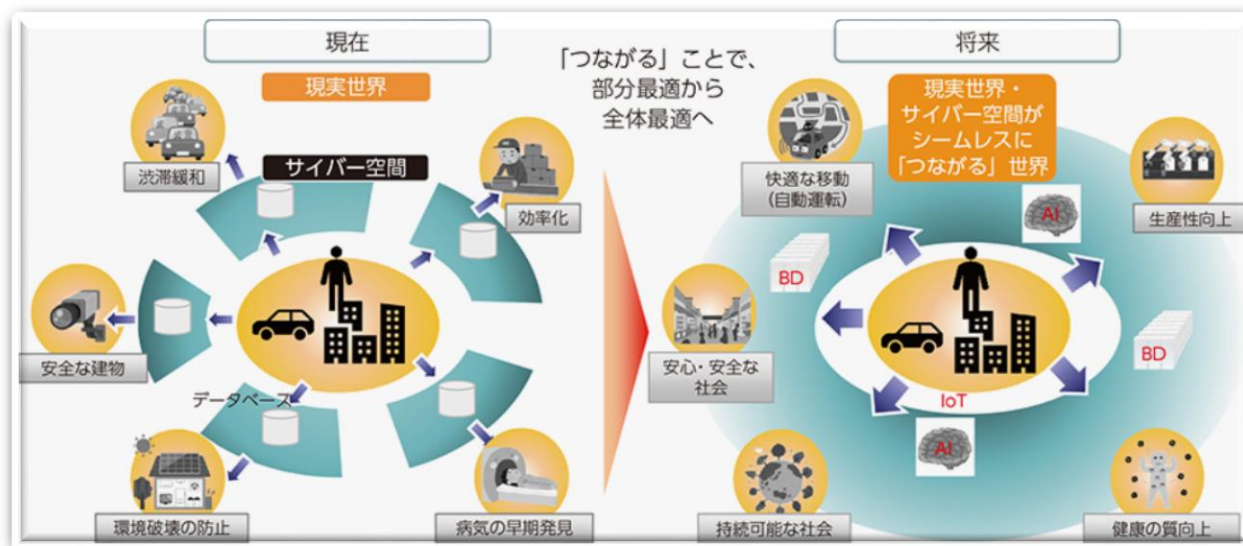 現在
現実世界
サイバー空間
渋滞緩和
効率化
安全な建物
データベース
環境破壊の防止
病気の早期発見
「つながる」ことで、
部分最適から
全体最適へ
将来
現実世界・
サイバー空間が
シームレスに
「つながる」世界
快適な移動
(自動運転)
AI
生産性向上
BD
BD
安心・安全な
社会
IoT
AI
持続可能な社会
健康の質向上